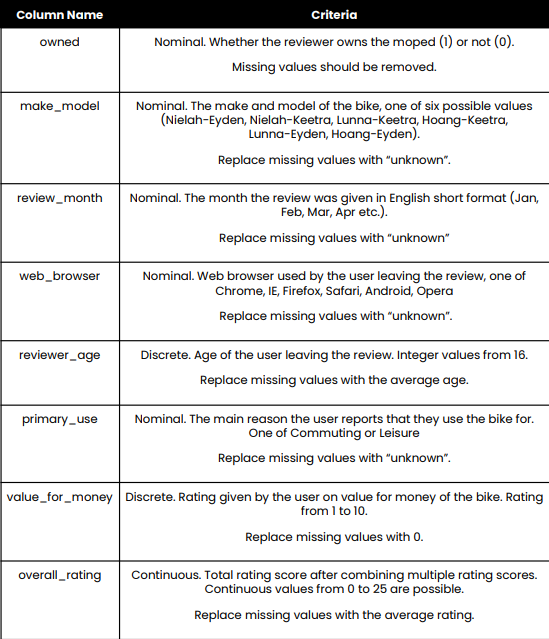 Column Name
Criteria
owned
Nominal. Whether the reviewer owns the moped (1) or not (0).
Missing values should be removed.
make_model
Nominal. The make and model of the bike, one of six possible values
(Nielah-Eyden, Nielah-Keetra, Lunna-Keetra, Hoang-Keetra,
Lunna-Eyden, Hoang-Eyden).
Replace missing values with “unknown”.
review_month
Nominal. The month the review was given in English short format (Jan,
Feb, Mar, Apr etc.).
Replace missing values with “unknown”
web_browser
Nominal. Web browser used by the user leaving the review, one of
Chrome, IE, Firefox, Safari, Android, Opera
Replace missing values with “unknown”.
reviewer_age
Discrete. Age of the user leaving the review. Integer values from 16.
Replace missing values with the average age.
primary_use
Nominal. The main reason the user reports that they use the bike for.
One of Commuting or Leisure
Replace missing values with “unknown”.
value_for_money
Discrete. Rating given by the user on value for money of the bike. Rating
from 1 to 10.
Replace missing values with 0.
overall_rating
Continuous. Total rating score after combining multiple rating scores.
Continuous values from 0 to 25 are possible.
Replace missing values with the average rating.